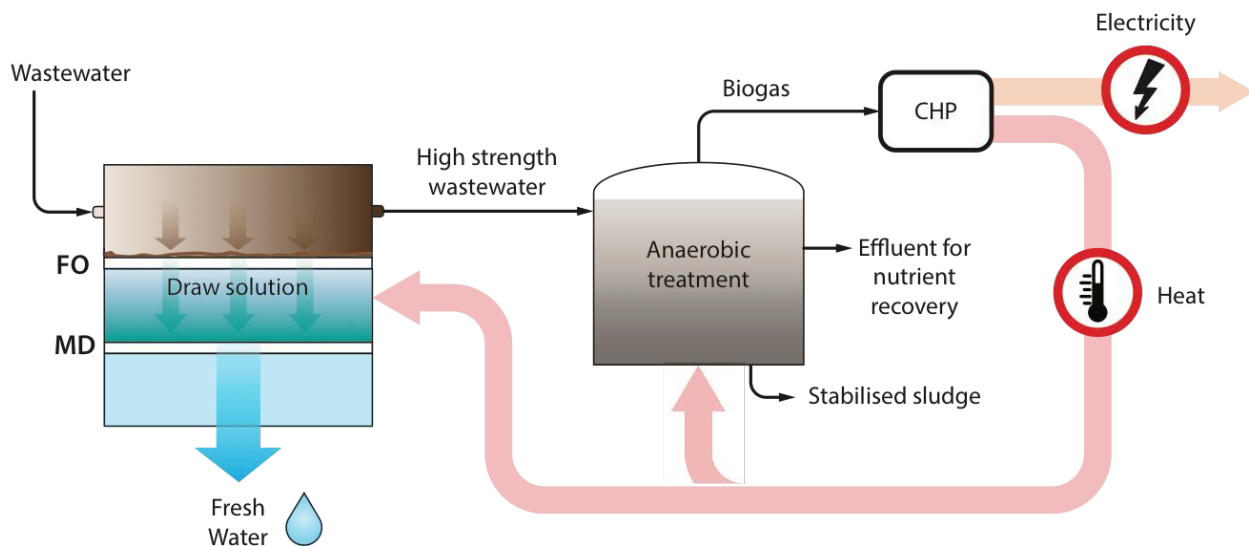 Electricity
Wastewater
Biogas
CHP
High strength
wastewater
FO
Draw solution
MD
Anaerobic
treatment
Effluent for
nutrient
recovery
Heat
Stabilised sludge
Fresh
Water